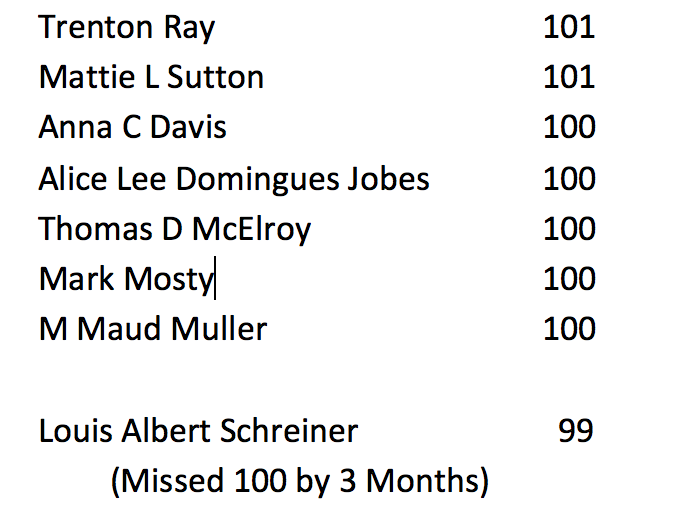 Trenton Ray 101
Mattie L Sutton 101
Anna C Davis 100
Alice Lee Domingues Jobes 100
Thomas D McElroy 100
Mark Mosty 100
M Maud Muller 100
Louis Albert Schreiner 99
(Missed 100 by 3 Months)